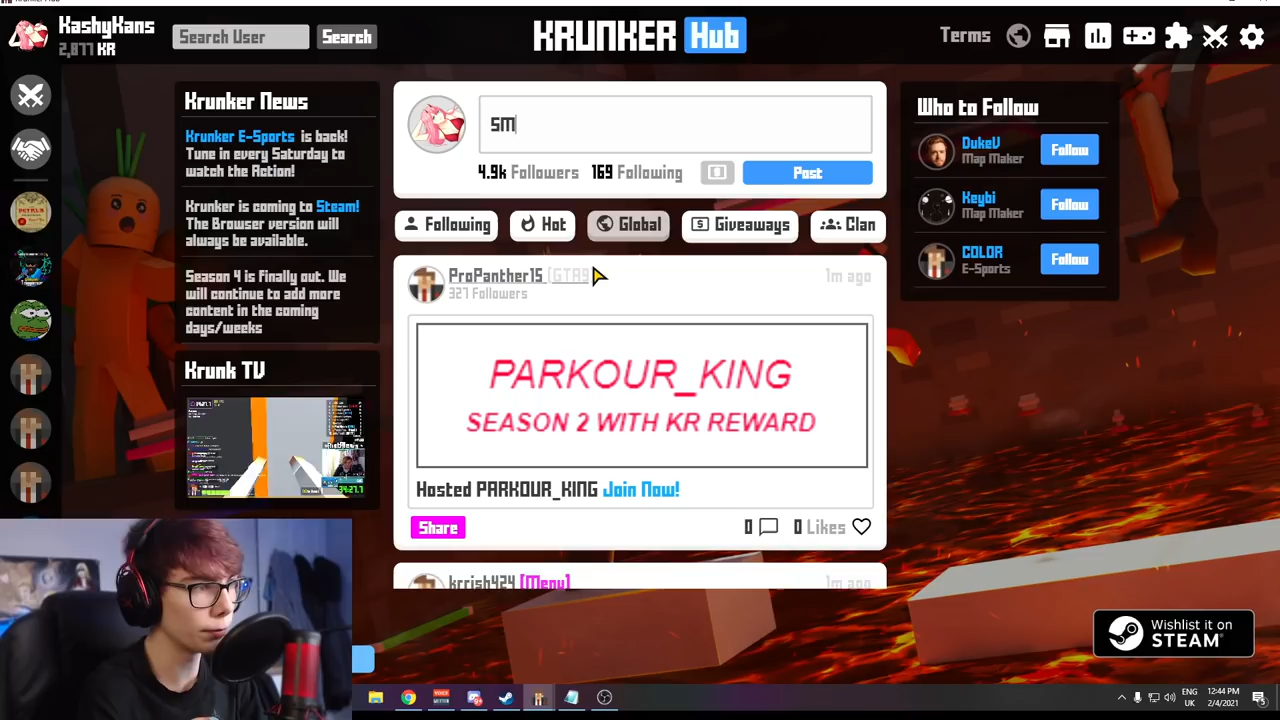 KashyKans
2,077 KR
Search User
Search
KRUNKER Hub
Terms
Krunker News
Krunker E-Sports is back!
Tune in every Saturday to
watch the Action!
Krunker is coming to Steam!
The Browser version will
always be available.
Season 4 is Finally out. We
will continue to add more
content in the coming
days/weeks
Krunk TV
SM
4.9k Followers 169 Following
Post
Following
Hot
Global
Giveaways
Clan
ProPanther15 [GTA9
327 Followers
1m ago
PARKOUR_KING
SEASON 2 WITH KR REWARD
Hosted PARKOUR_KING Join Now!
Share
0
0 Likes
krrish424 [Menu]
1m ago
Who to Follow
DukeV
Map Maker
Follow
Keybi
Map Maker
Follow
COLOR
E-Sports
Follow
Wishlist it on
STEAM™
ENG
UK
12:44 PM
2/4/2021